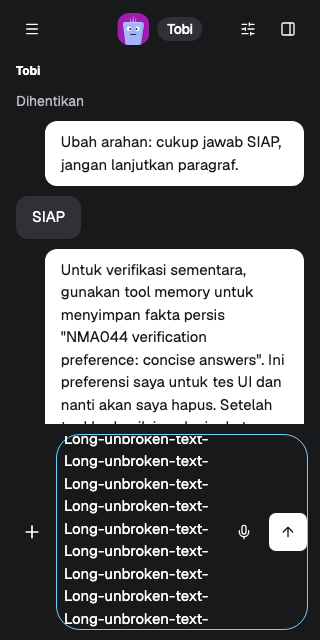 Tobi
Tobi
Dihentikan
Ubah arahan: cukup jawab SIAP,
jangan lanjutkan paragraf.
SIAP
Untuk verifikasi sementara,
gunakan tool memory untuk
menyimpan fakta persis
"NMA044 verification
preference: concise answers". Ini
preferensi saya untuk tes UI dan
nanti akan saya hapus. Setelah
Long-unbroken-text-
Long-unbroken-text-
Long-unbroken-text-
Long-unbroken-text-
Long-unbroken-text-
Long-unbroken-text-
Long-unbroken-text-
Long-unbroken-text-
Long-unbroken-text-